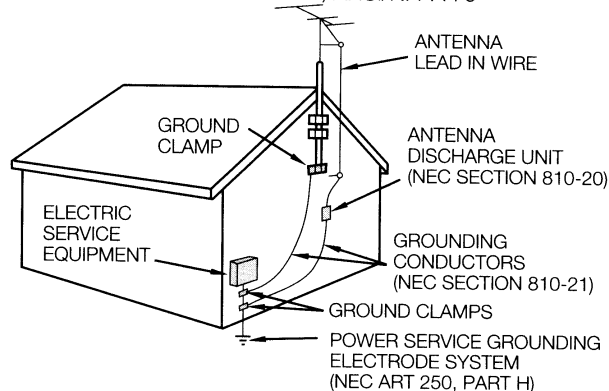 ANTENNA
LEAD IN WIRE
GROUND
CLAMP
ANTENNA
DISCHARGE UNIT
(NEC SECTION 810-20)
ELECTRIC
SERVICE
EQUIPMENT
GROUNDING
CONDUCTORS
(NEC SECTION 810-21)
GROUND CLAMPS
POWER SERVICE GROUNDING
ELECTRODE SYSTEM
(NEC ART 250, PART H)